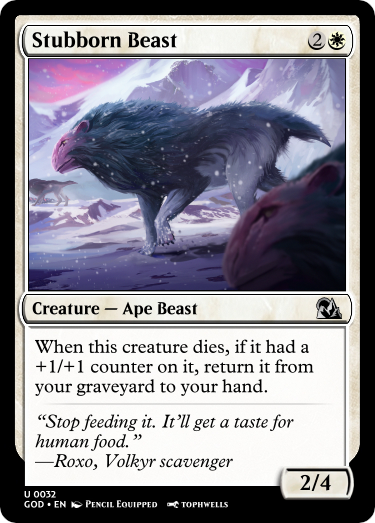 Stubborn Beast 2
Creature — Ape Beast
When this creature dies, if it had a
+1/+1 counter on it, return it from
your graveyard to your hand.
“Stop feeding it. It’ll get a taste for
human food.”
—Roxo, Volkyr scavenger
2/4
U 0032
GOD • EN Pencil Equipped tophwells